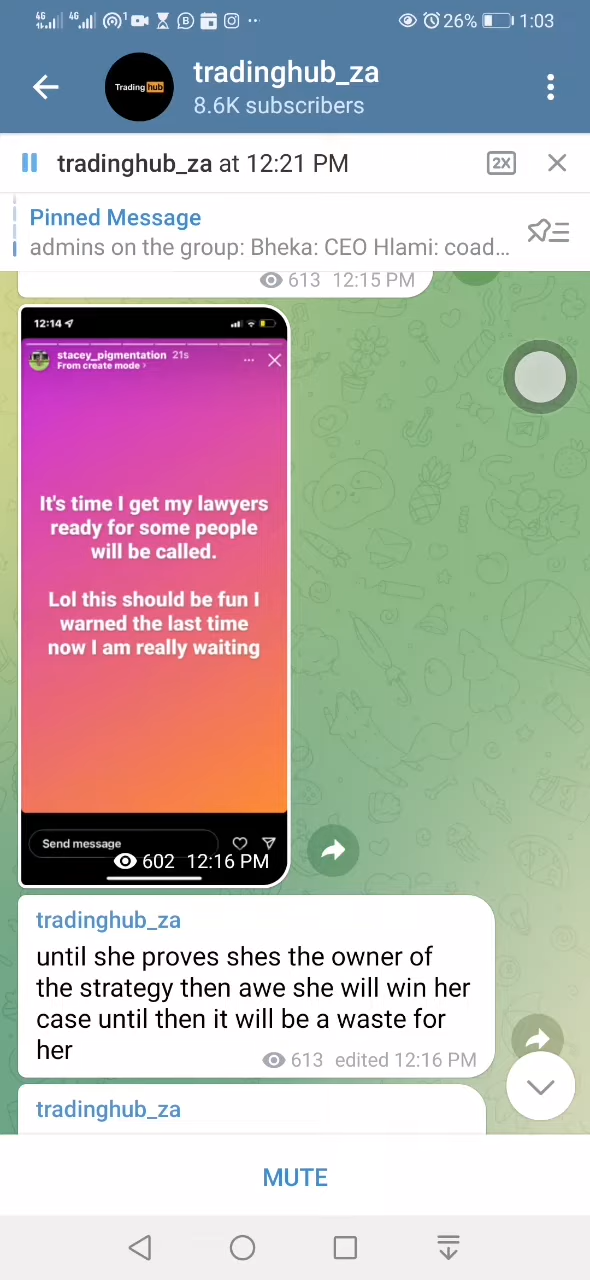 4G 4G 1 B 26% 1:03
Trading hub
tradinghub_za
8.6K subscribers
tradinghub_za at 12:21 PM 2X
Pinned Message
admins on the group: Bheka: CEO Hlami: coad...
613 12:15 PM
12:14
stacey_pigmentation 21s
From create mode ›
It's time I get my lawyers
ready for some people
will be called.
Lol this should be fun I
warned the last time
now I am really waiting
Send message
602 12:16 PM
tradinghub_za
until she proves shes the owner of
the strategy then awe she will win her
case until then it will be a waste for
her
613 edited 12:16 PM
tradinghub_za
MUTE